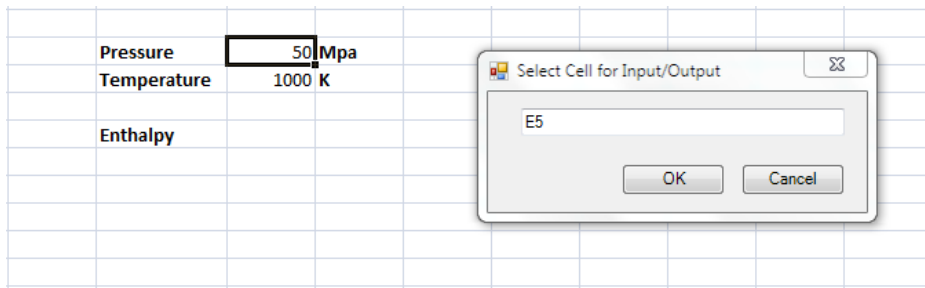 Pressure 50 Mpa
Temperature 1000 K
Enthalpy
Select Cell for Input/Output
E5
OK Cancel